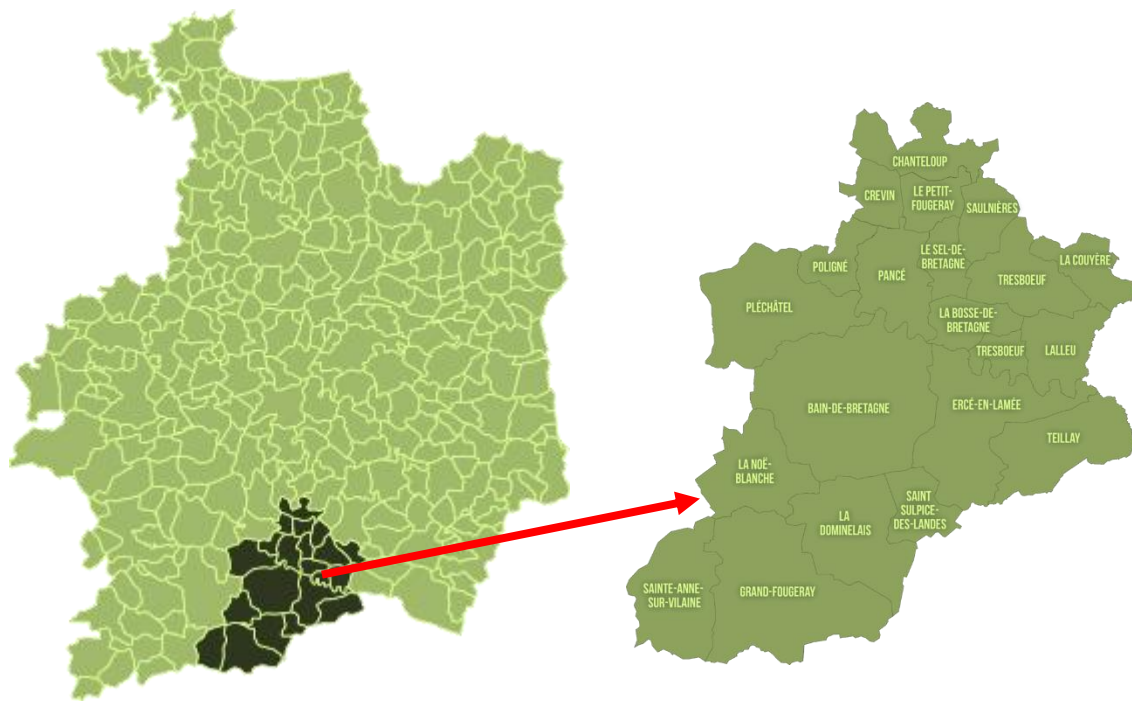 CHANTELOUP
CREVIN
LE PETIT-
FOUGERAY
SAULNIÈRES
POLIGNÉ
PANCÉ
LE SEL-DE-
BRETAGNE
LA COUYÈRE
TRESBOEUF
PLÉCHÂTEL
LA BOSSE-DE-
BRETAGNE
TRESBOEUF
LALLEU
BAIN-DE-BRETAGNE
ERCÉ-EN-LAMÉE
TEILLAY
LA NOË-
BLANCHE
SAINT
SULPICE-
DES-LANDES
LA
DOMINELAIS
SAINTE-ANNE-
SUR-VILAINE
GRAND-FOUGERAY